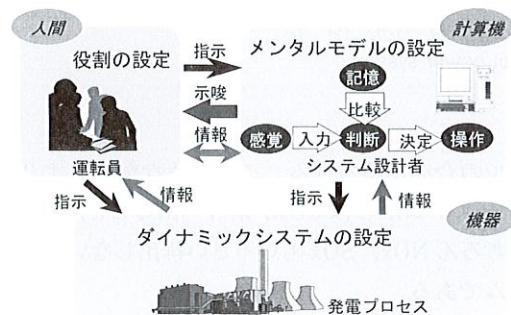 人間
計算機
役割の設定
指示
メンタルモデルの設定
示唆
記憶
比較
情報
感覚
入力
判断
決定
操作
運転員
システム設計者
指示
情報
指示
情報
機器
ダイナミックシステムの設定
発電プロセス